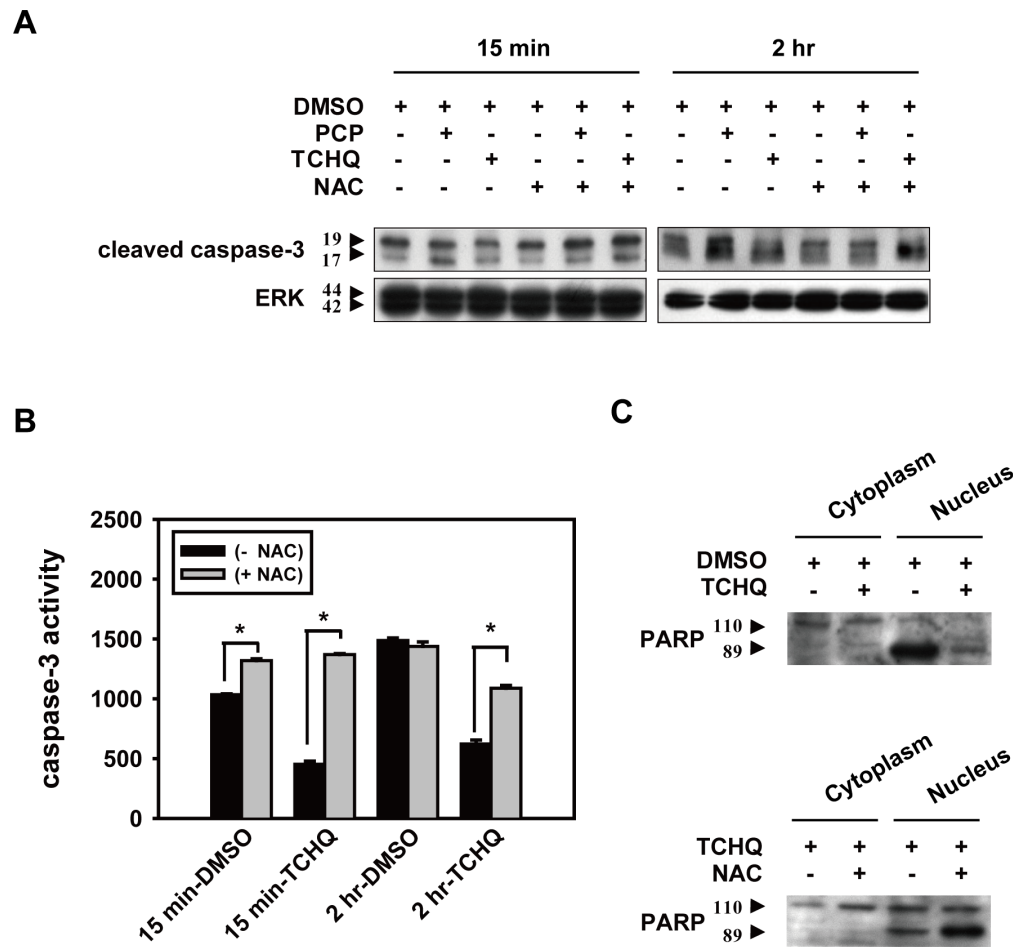 A
15 min 2 hr
DMSO + + + + + + + + + + + +
PCP - + - - + - - + - - + -
TCHQ - - + - - + - - + - - +
NAC - - - + + + - - - + + +
cleaved caspase-3 19 17
ERK 44 42
B
caspase-3 activity
2500
2000
1500
1000
500
0
(- NAC)
(+ NAC)
* * *
15 min-DMSO 15 min-TCHQ 2 hr-DMSO 2 hr-TCHQ
C
Cytoplasm Nucleus
DMSO + + + +
TCHQ - + - +
PARP 110 89
Cytoplasm Nucleus
TCHQ + + + +
NAC - + - +
PARP 110 89